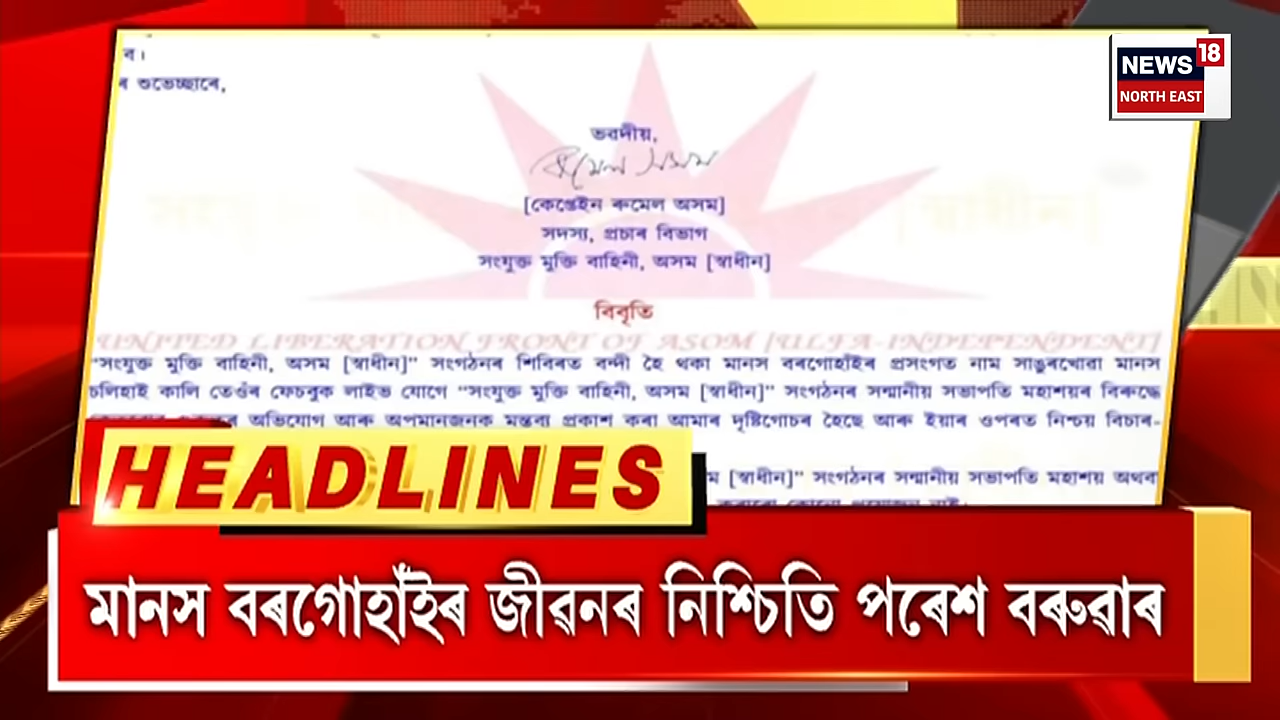 ৰ।
ৰ শুভেচ্ছাৰে,
NEWS 18
NORTH EAST
ভৱদীয়,
ৰুমেল অসম
[কেপ্তেইন ৰুমেল অসম]
সদস্য, প্ৰচাৰ বিভাগ
সংযুক্ত মুক্তি বাহিনী, অসম [স্বাধীন]
বিবৃতি
UNITED LIBERATION FRONT OF ASOM [ULFA-INDEPENDENT]
“সংযুক্ত মুক্তি বাহিনী, অসম [স্বাধীন]” সংগঠনৰ শিবিৰত বন্দী হৈ থকা মানস বৰগোহাঁইৰ প্ৰসংগত নাম সাঙুৰখোৱা মানস
চলিহাই কালি তেওঁৰ ফেচবুক লাইভ যোগে “সংযুক্ত মুক্তি বাহিনী, অসম [স্বাধীন]” সংগঠনৰ সন্মানীয় সভাপতি মহাশয়ৰ বিৰুদ্ধে
অভিযোগ আৰু অপমানজনক মন্তব্য প্ৰকাশ কৰা আমাৰ দৃষ্টিগোচৰ হৈছে আৰু ইয়াৰ ওপৰত নিশ্চয় বিচাৰ-
HEADLINES
ম [স্বাধীন]” সংগঠনৰ সন্মানীয় সভাপতি মহাশয় অথবা
কোনো প্ৰয়োজন নাই।
মানস বৰগোহাঁইৰ জীৱনৰ নিশ্চিতি পৰেশ বৰুৱাৰ